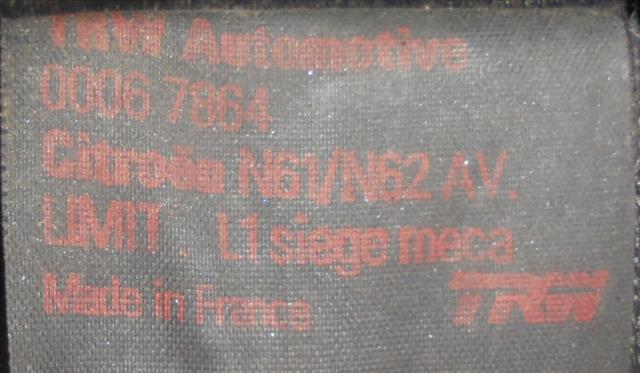 TRW Automotive
0006 7864
Citroën N61/N62 AV.
LIMIT. L1 siege meca
Made in France
TRW